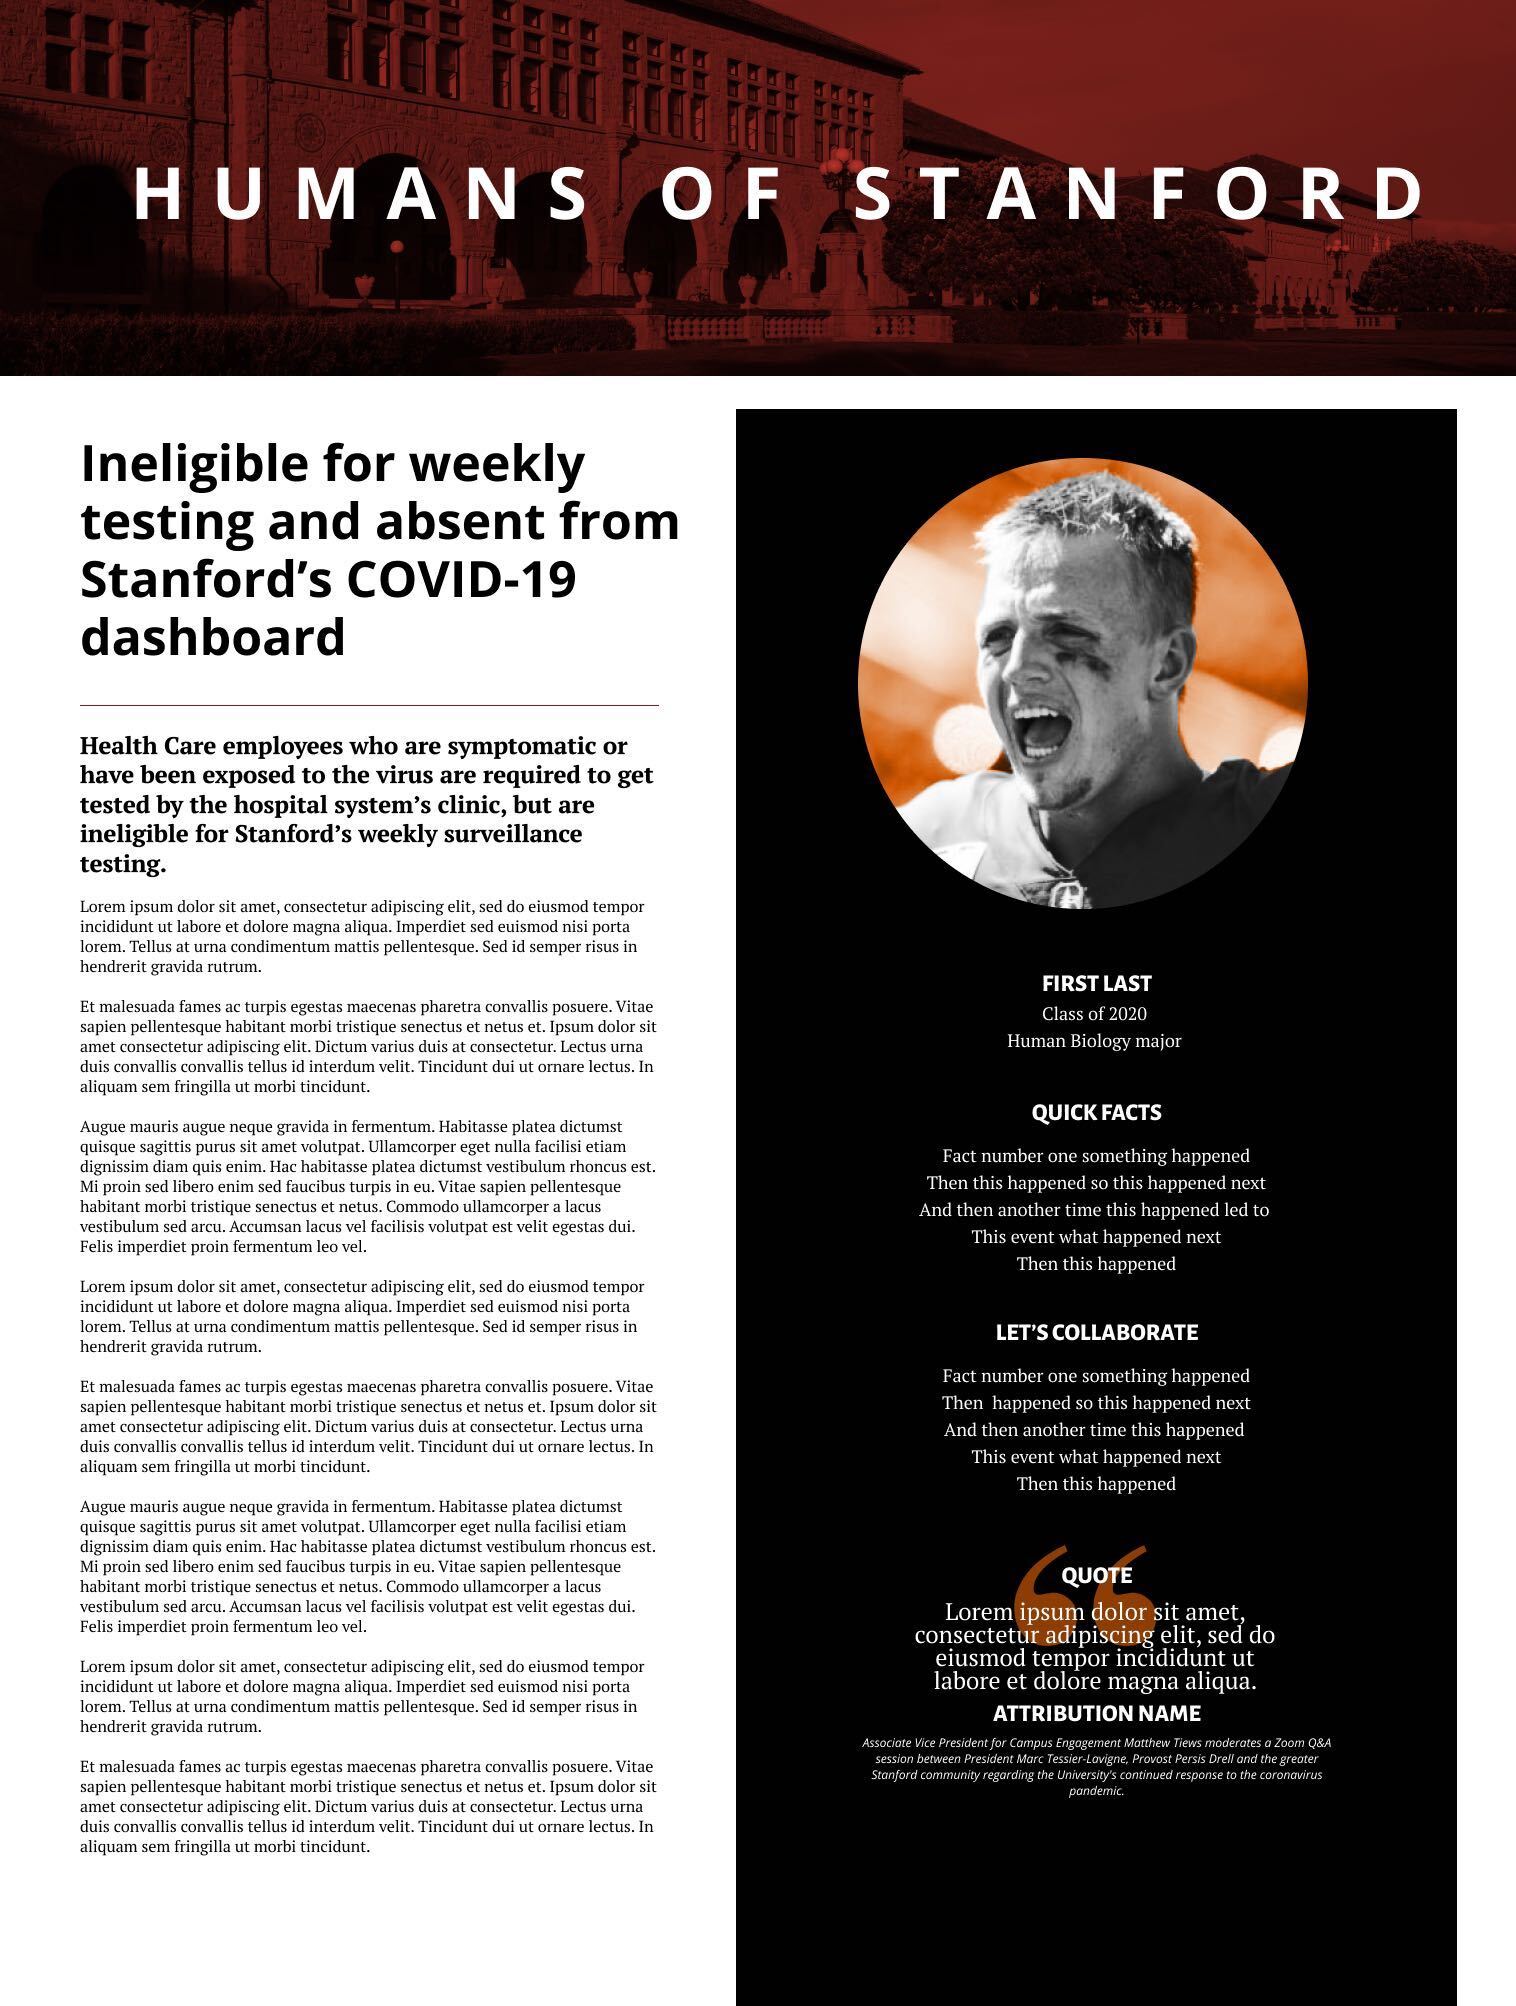 HUMANS OF STANFORD
Ineligible for weekly
testing and absent from
Stanford’s COVID-19
dashboard
Health Care employees who are symptomatic or
have been exposed to the virus are required to get
tested by the hospital system’s clinic, but are
ineligible for Stanford’s weekly surveillance
testing.
Lorem ipsum dolor sit amet, consectetur adipiscing elit, sed do eiusmod tempor
incididunt ut labore et dolore magna aliqua. Imperdiet sed euismod nisi porta
lorem. Tellus at urna condimentum mattis pellentesque. Sed id semper risus in
hendrerit gravida rutrum.
Et malesuada fames ac turpis egestas maecenas pharetra convallis posuere. Vitae
sapien pellentesque habitant morbi tristique senectus et netus et. Ipsum dolor sit
amet consectetur adipiscing elit. Dictum varius duis at consectetur. Lectus urna
duis convallis convallis tellus id interdum velit. Tincidunt dui ut ornare lectus. In
aliquam sem fringilla ut morbi tincidunt.
Augue mauris augue neque gravida in fermentum. Habitasse platea dictumst
quisque sagittis purus sit amet volutpat. Ullamcorper eget nulla facilisi etiam
dignissim diam quis enim. Hac habitasse platea dictumst vestibulum rhoncus est.
Mi proin sed libero enim sed faucibus turpis in eu. Vitae sapien pellentesque
habitant morbi tristique senectus et netus. Commodo ullamcorper a lacus
vestibulum sed arcu. Accumsan lacus vel facilisis volutpat est velit egestas dui.
Felis imperdiet proin fermentum leo vel.
Lorem ipsum dolor sit amet, consectetur adipiscing elit, sed do eiusmod tempor
incididunt ut labore et dolore magna aliqua. Imperdiet sed euismod nisi porta
lorem. Tellus at urna condimentum mattis pellentesque. Sed id semper risus in
hendrerit gravida rutrum.
Et malesuada fames ac turpis egestas maecenas pharetra convallis posuere. Vitae
sapien pellentesque habitant morbi tristique senectus et netus et. Ipsum dolor sit
amet consectetur adipiscing elit. Dictum varius duis at consectetur. Lectus urna
duis convallis convallis tellus id interdum velit. Tincidunt dui ut ornare lectus. In
aliquam sem fringilla ut morbi tincidunt.
Augue mauris augue neque gravida in fermentum. Habitasse platea dictumst
quisque sagittis purus sit amet volutpat. Ullamcorper eget nulla facilisi etiam
dignissim diam quis enim. Hac habitasse platea dictumst vestibulum rhoncus est.
Mi proin sed libero enim sed faucibus turpis in eu. Vitae sapien pellentesque
habitant morbi tristique senectus et netus. Commodo ullamcorper a lacus
vestibulum sed arcu. Accumsan lacus vel facilisis volutpat est velit egestas dui.
Felis imperdiet proin fermentum leo vel.
Lorem ipsum dolor sit amet, consectetur adipiscing elit, sed do eiusmod tempor
incididunt ut labore et dolore magna aliqua. Imperdiet sed euismod nisi porta
lorem. Tellus at urna condimentum mattis pellentesque. Sed id semper risus in
hendrerit gravida rutrum.
Et malesuada fames ac turpis egestas maecenas pharetra convallis posuere. Vitae
sapien pellentesque habitant morbi tristique senectus et netus et. Ipsum dolor sit
amet consectetur adipiscing elit. Dictum varius duis at consectetur. Lectus urna
duis convallis convallis tellus id interdum velit. Tincidunt dui ut ornare lectus. In
aliquam sem fringilla ut morbi tincidunt.
FIRST LAST
Class of 2020
Human Biology major
QUICK FACTS
Fact number one something happened
Then this happened so this happened next
And then another time this happened led to
This event what happened next
Then this happened
LET’S COLLABORATE
Fact number one something happened
Then  happened so this happened next
And then another time this happened
This event what happened next
Then this happened
“
QUOTE
Lorem ipsum dolor sit amet,
consectetur adipiscing elit, sed do
eiusmod tempor incididunt ut
labore et dolore magna aliqua.
ATTRIBUTION NAME
Associate Vice President for Campus Engagement Matthew Tiews moderates a Zoom Q&A
session between President Marc Tessier-Lavigne, Provost Persis Drell and the greater
Stanford community regarding the University's continued response to the coronavirus
pandemic.